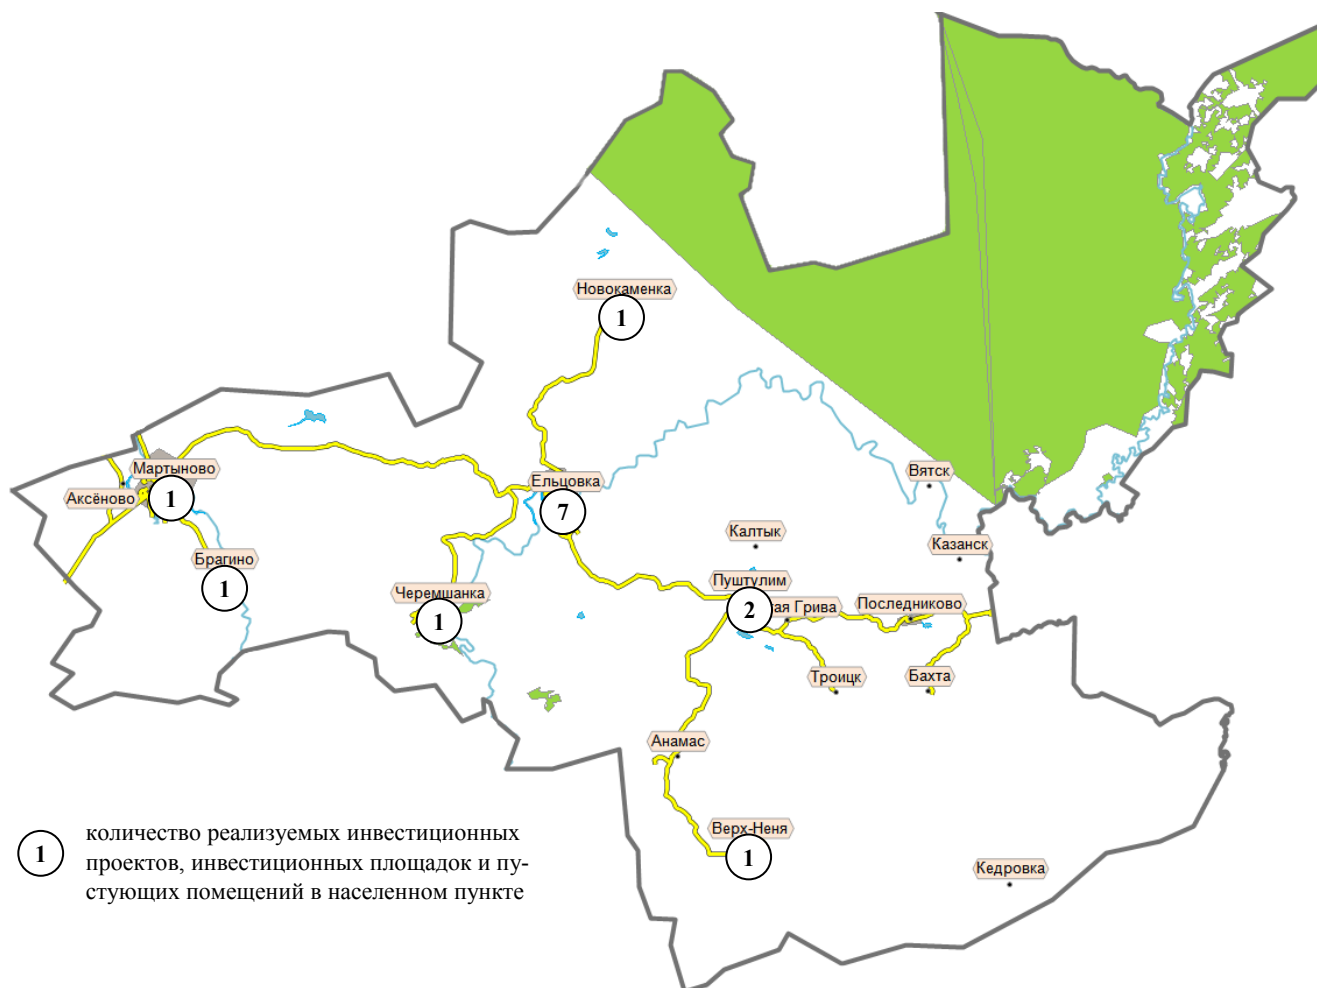 Новокаменка
1
Мартыново
Аксёново
1
Ельцовка
7
Вятск
Калтык
Казанск
Брагино
1
Черемшанка
1
Пуштулим
2
ая Грива
Последниково
Троицк
Бахта
Анамас
Верх-Неня
1
Кедровка
1
количество реализуемых инвестиционных
проектов, инвестиционных площадок и пу-
стующих помещений в населенном пункте